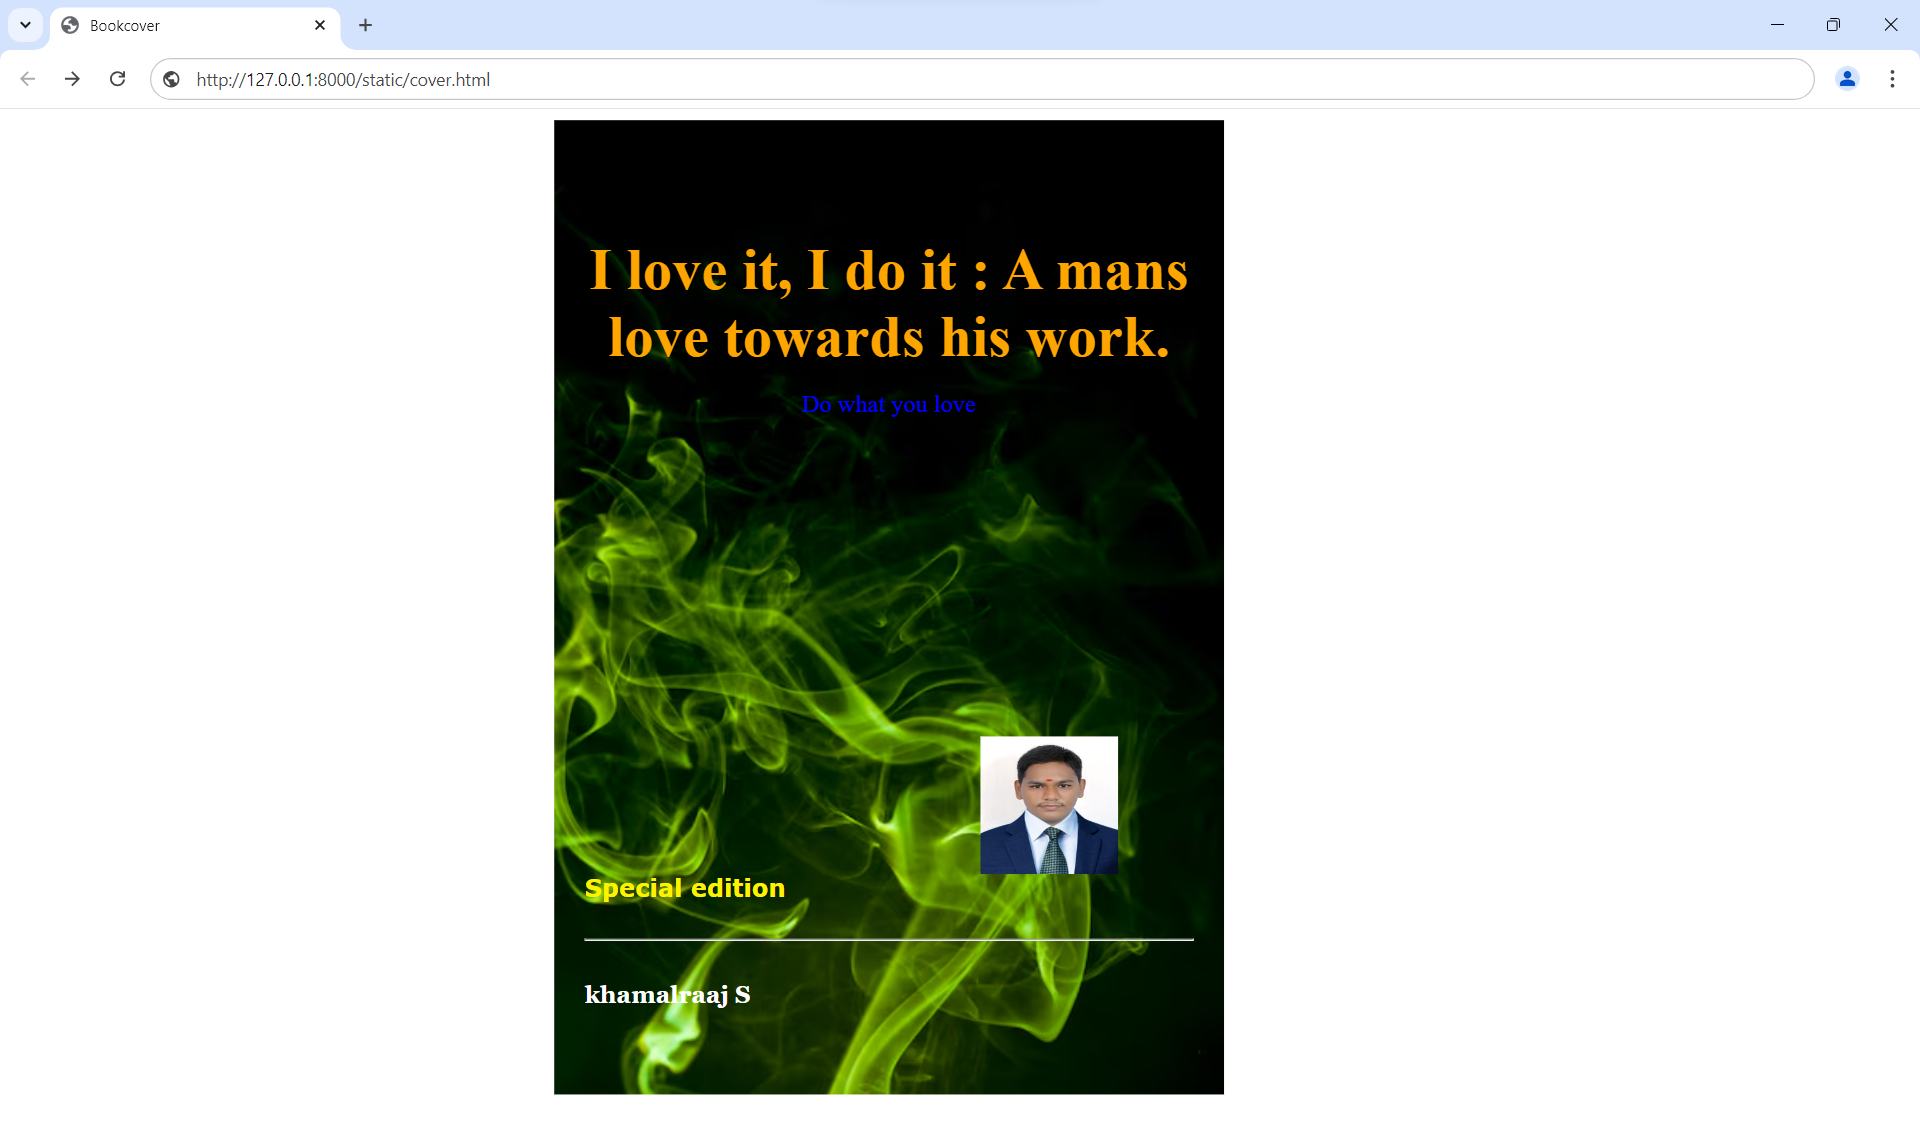 Bookcover
http://127.0.0.1:8000/static/cover.html
I love it, I do it : A mans
love towards his work.
Do what you love
Special edition
khamalraaj S